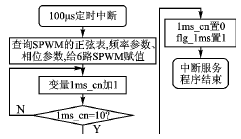 100μs定时中断
查询SPWM的正弦表,频率参数、
相位参数,给6路SPWM赋值
变量1ms_cn加1
N
1ms_cn=10?
Y
1ms_cn置0
flg_1ms置1
中断服务
程序结束